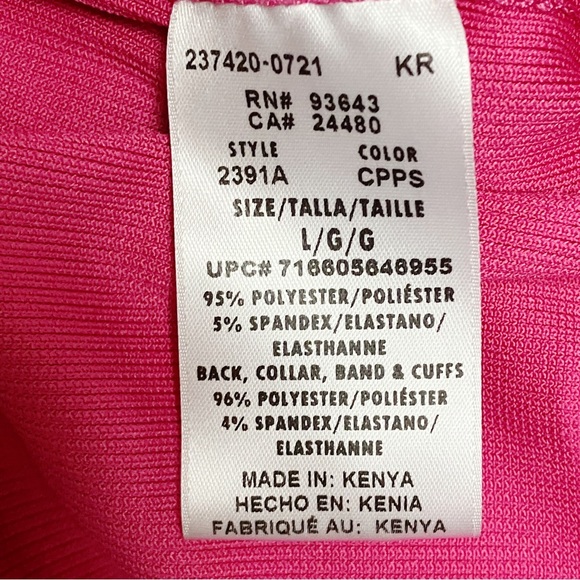 237420-0721 KR
RN# 93643
CA# 24480
STYLE COLOR
2391A CPPS
SIZE/TALLA/TAILLE
L/G/G
UPC# 716605646955
95% POLYESTER/POLIÉSTER
5% SPANDEX/ELASTANO/
ELASTHANNE
BACK, COLLAR, BAND & CUFFS
96% POLYESTER/POLIÉSTER
4% SPANDEX/ELASTANO/
ELASTHANNE
MADE IN: KENYA
HECHO EN: KENIA
FABRIQUÉ AU: KENYA